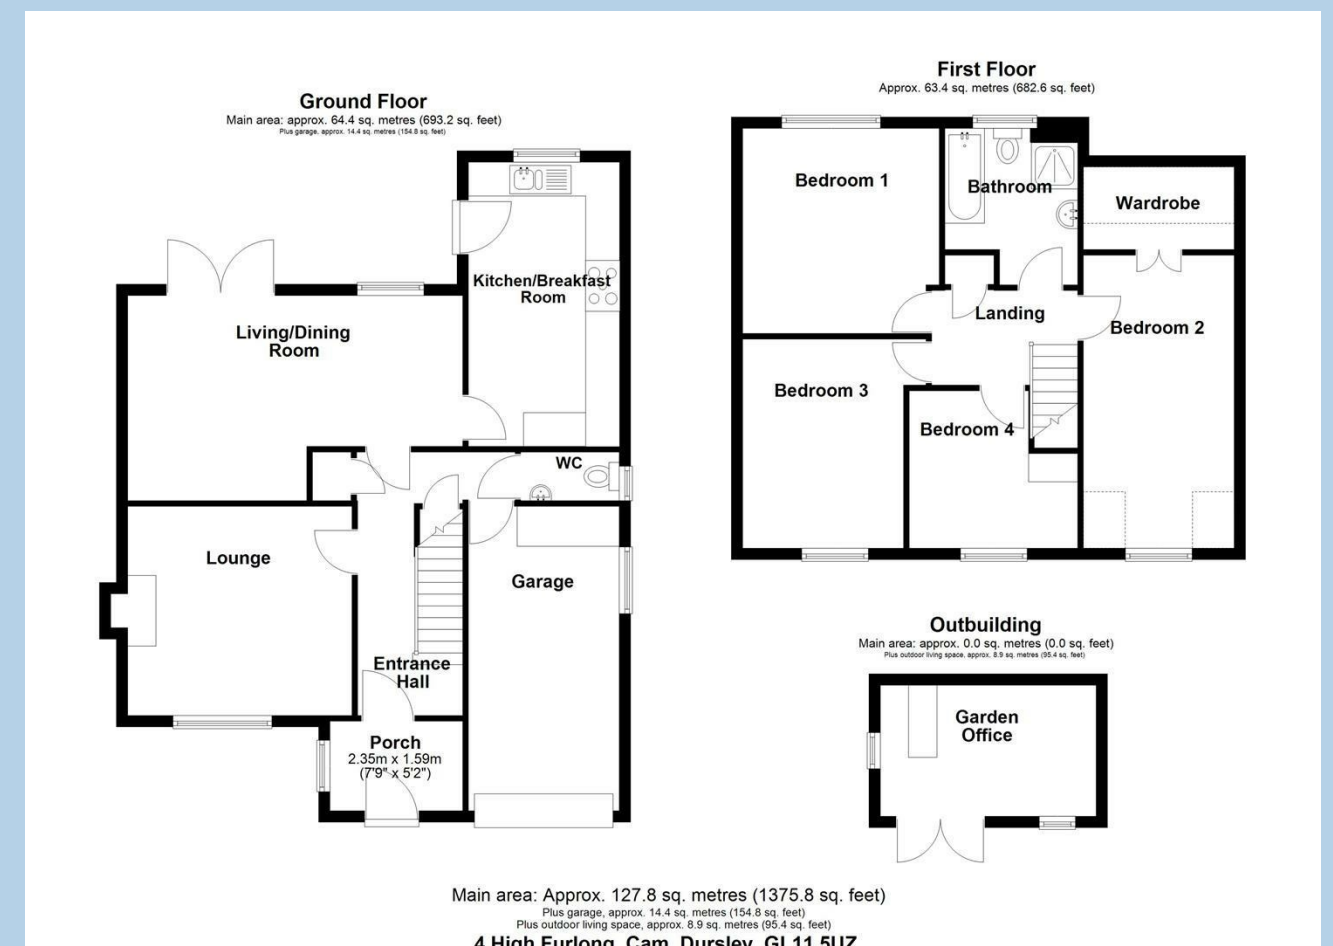 Ground Floor
Main area: approx. 64.4 sq. metres (693.2 sq. feet)
Plus garage, approx. 14.4 sq. metres (154.8 sq. feet)
Kitchen/Breakfast
Room
Living/Dining
Room
WC
Lounge
Garage
Entrance
Hall
Porch
2.35m x 1.59m
(7'9" x 5'2")
First Floor
Approx. 63.4 sq. metres (682.6 sq. feet)
Bedroom 1
Bathroom
Wardrobe
Landing
Bedroom 2
Bedroom 3
Bedroom 4
Outbuilding
Main area: approx. 0.0 sq. metres (0.0 sq. feet)
Plus outdoor living space, approx. 8.9 sq. metres (95.4 sq. feet)
Garden
Office
Main area: Approx. 127.8 sq. metres (1375.8 sq. feet)
Plus garage, approx. 14.4 sq. metres (154.8 sq. feet)
Plus outdoor living space, approx. 8.9 sq. metres (95.4 sq. feet)
4 High Furlong, Cam, Dursley, GL11 5UZ